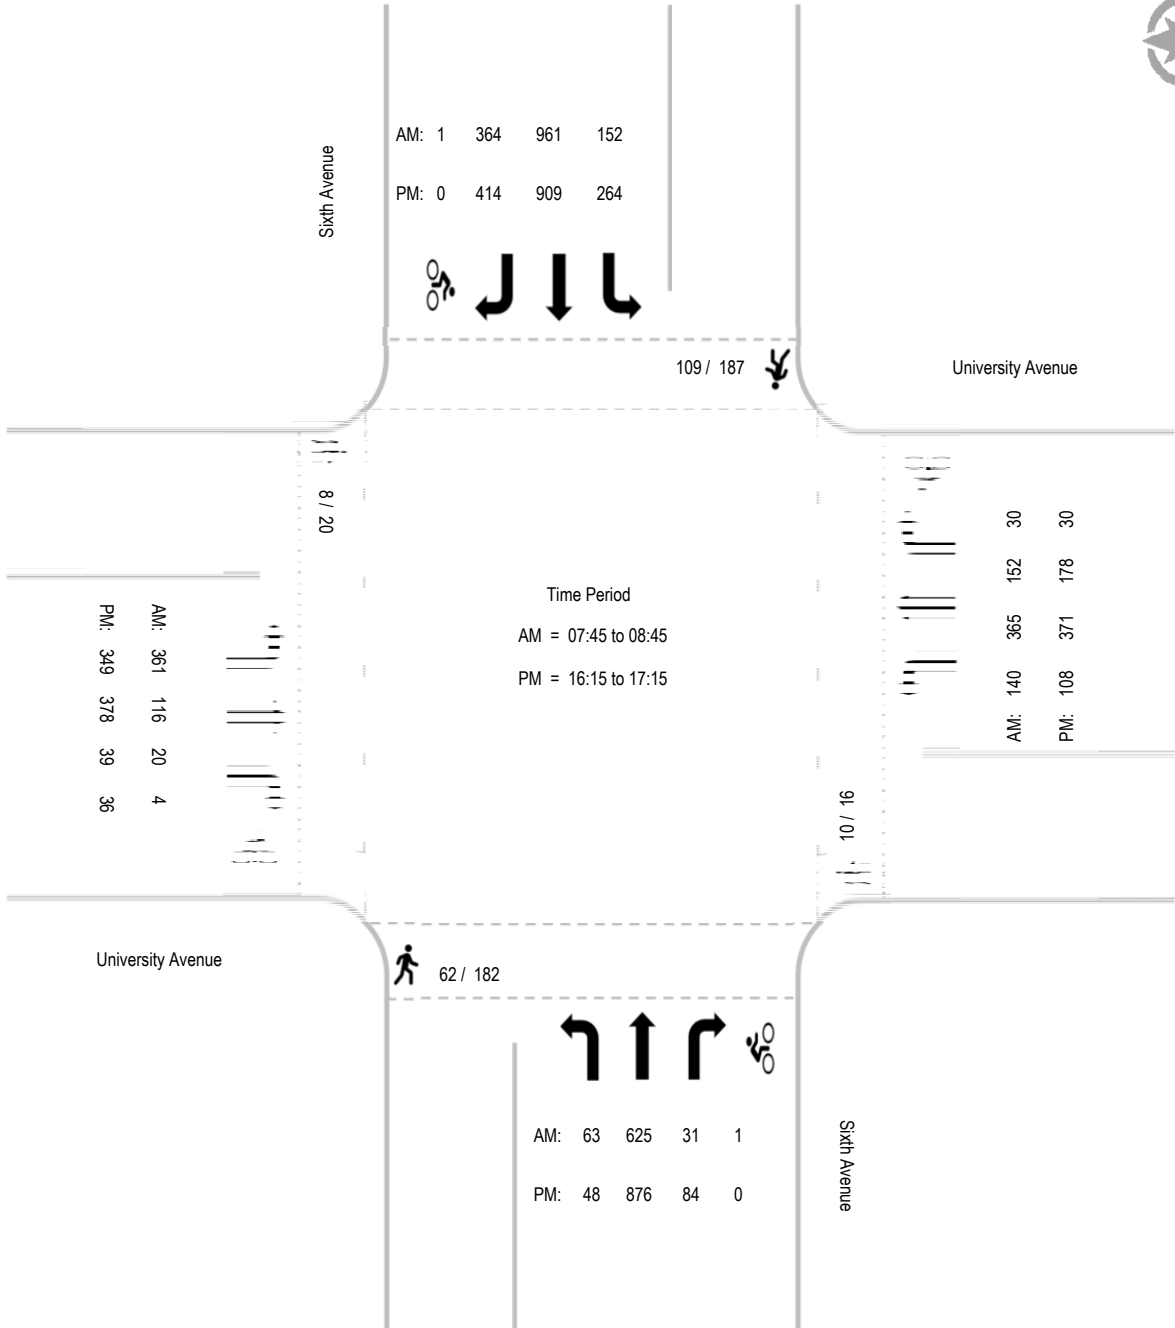 AM: 1 364 961 152
Sixth Avenue
PM: 0 414 909 264
109 / 187
University Avenue
8 / 20
AM: 140 365 152 30
PM: 108 371 178 30
Time Period
AM = 07:45 to 08:45
PM = 16:15 to 17:15
AM: 361 116 20 4
PM: 349 378 39 36
10 / 16
University Avenue
62 / 182
AM: 63 625 31 1
Sixth Avenue
PM: 48 876 84 0